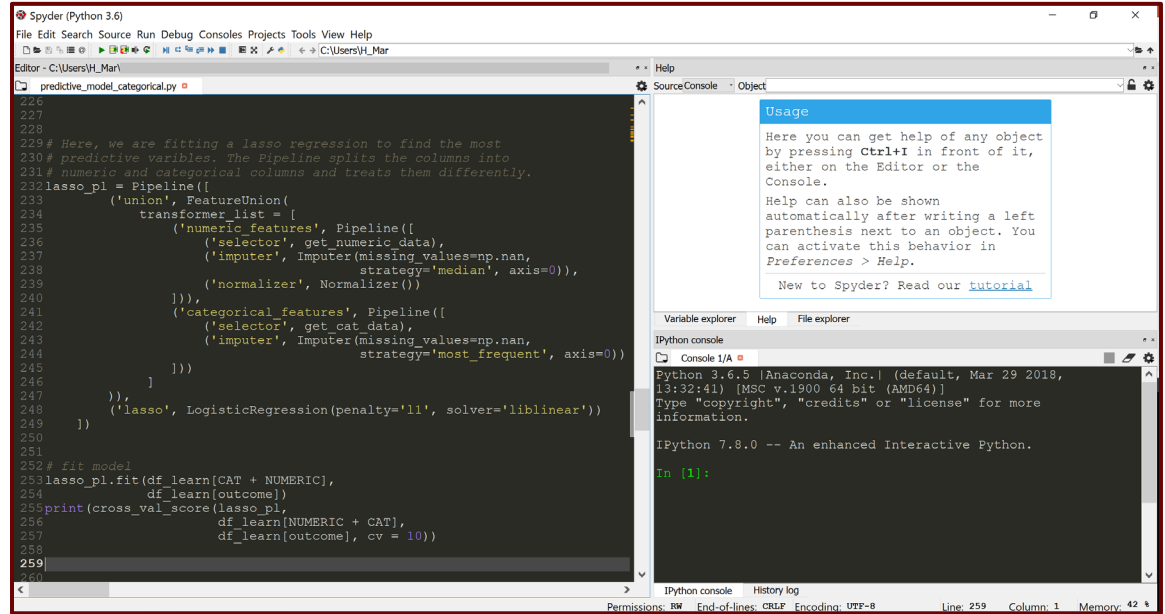 Spyder (Python 3.6)
File Edit Search Source Run Debug Consoles Projects Tools View Help
C:\Users\H_Mar
Editor - C:\Users\H_Mar\
predictive_model_categorical.py
226
227
228
229 # Here, we are fitting a lasso regression to find the most
230 # predictive varibles. The Pipeline splits the columns into
231 # numeric and categorical columns and treats them differently.
232 lasso_pl = Pipeline([
233         ('union', FeatureUnion(
234             transformer_list = [
235                 ('numeric_features', Pipeline([
236                     ('selector', get_numeric_data),
237                     ('imputer', Imputer(missing_values=np.nan,
238                                         strategy='median', axis=0)),
239                     ('normalizer', Normalizer())
240                 ])),
241                 ('categorical_features', Pipeline([
242                     ('selector', get_cat_data),
243                     ('imputer', Imputer(missing_values=np.nan,
244                                         strategy='most_frequent', axis=0))
245                 ]))
246             ]
247         )),
248         ('lasso', LogisticRegression(penalty='l1', solver='liblinear'))
249     ])
250
251
252 # fit model
253 lasso_pl.fit(df_learn[CAT + NUMERIC],
254             df_learn[outcome])
255 print(cross_val_score(lasso_pl,
256                       df_learn[NUMERIC + CAT],
257                       df_learn[outcome], cv = 10))
258
259
260
Help
Source Console Object
Usage
Here you can get help of any object
by pressing Ctrl+I in front of it,
either on the Editor or the
Console.
Help can also be shown
automatically after writing a left
parenthesis next to an object. You
can activate this behavior in
Preferences > Help.
New to Spyder? Read our tutorial
Variable explorer Help File explorer
IPython console
Console 1/A
Python 3.6.5 |Anaconda, Inc.| (default, Mar 29 2018,
13:32:41) [MSC v.1900 64 bit (AMD64)]
Type "copyright", "credits" or "license" for more
information.
IPython 7.8.0 -- An enhanced Interactive Python.
In [1]:
IPython console History log
Permissions: RW End-of-lines: CRLF Encoding: UTF-8 Line: 259 Column: 1 Memory: 42 %